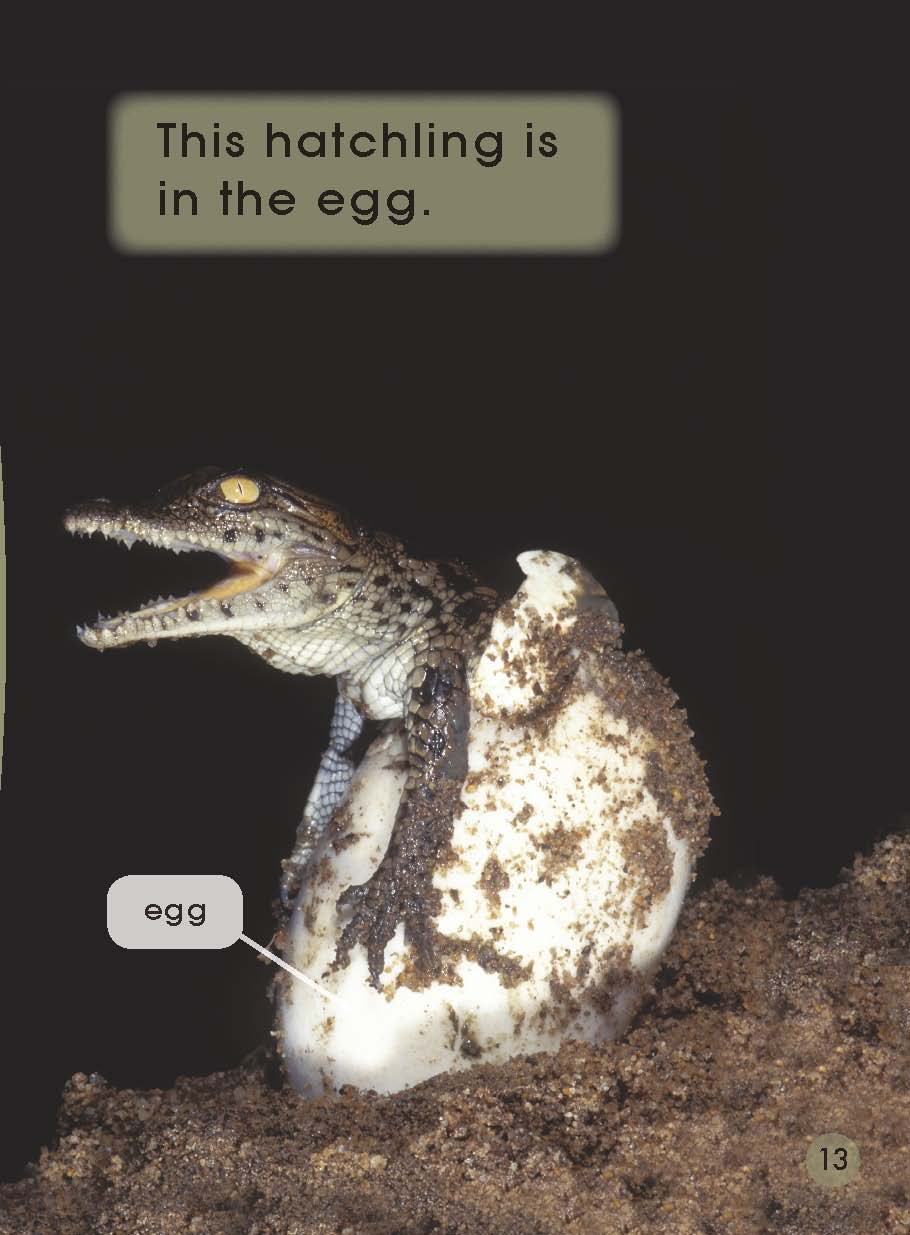 This hatchling is
in the egg.
egg
13